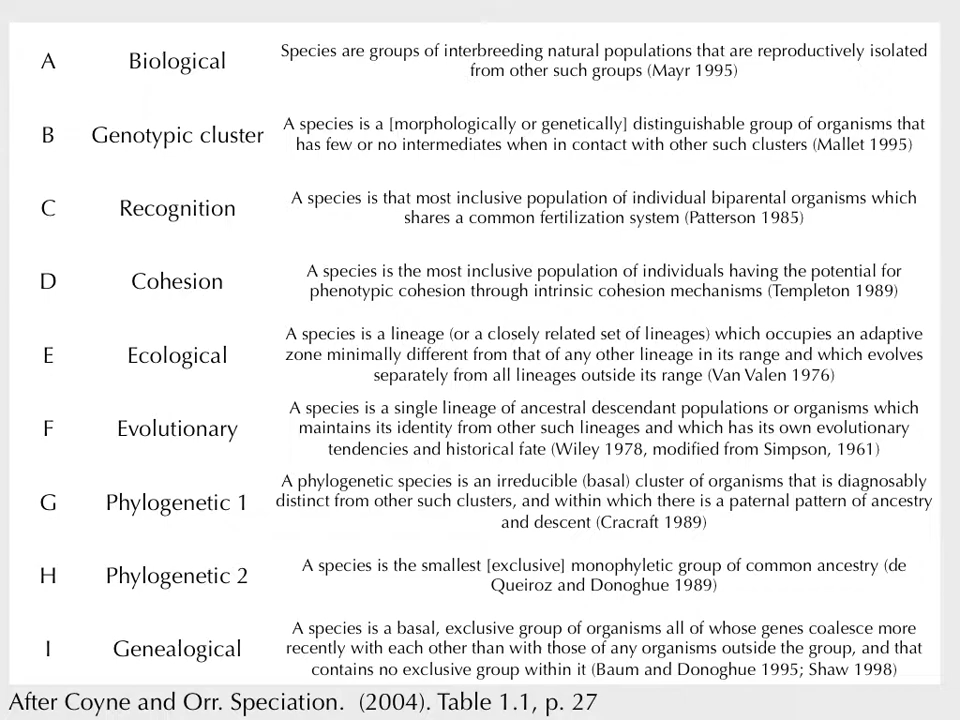 A Biological Species are groups of interbreeding natural populations that are reproductively isolated
from other such groups (Mayr 1995)
B Genotypic cluster A species is a [morphologically or genetically] distinguishable group of organisms that
has few or no intermediates when in contact with other such clusters (Mallet 1995)
C Recognition A species is that most inclusive population of individual biparental organisms which
shares a common fertilization system (Patterson 1985)
D Cohesion A species is the most inclusive population of individuals having the potential for
phenotypic cohesion through intrinsic cohesion mechanisms (Templeton 1989)
E Ecological A species is a lineage (or a closely related set of lineages) which occupies an adaptive
zone minimally different from that of any other lineage in its range and which evolves
separately from all lineages outside its range (Van Valen 1976)
F Evolutionary A species is a single lineage of ancestral descendant populations or organisms which
maintains its identity from other such lineages and which has its own evolutionary
tendencies and historical fate (Wiley 1978, modified from Simpson, 1961)
G Phylogenetic 1 A phylogenetic species is an irreducible (basal) cluster of organisms that is diagnosably
distinct from other such clusters, and within which there is a paternal pattern of ancestry
and descent (Cracraft 1989)
H Phylogenetic 2 A species is the smallest [exclusive] monophyletic group of common ancestry (de
Queiroz and Donoghue 1989)
I Genealogical A species is a basal, exclusive group of organisms all of whose genes coalesce more
recently with each other than with those of any organisms outside the group, and that
contains no exclusive group within it (Baum and Donoghue 1995; Shaw 1998)
After Coyne and Orr. Speciation. (2004). Table 1.1, p. 27